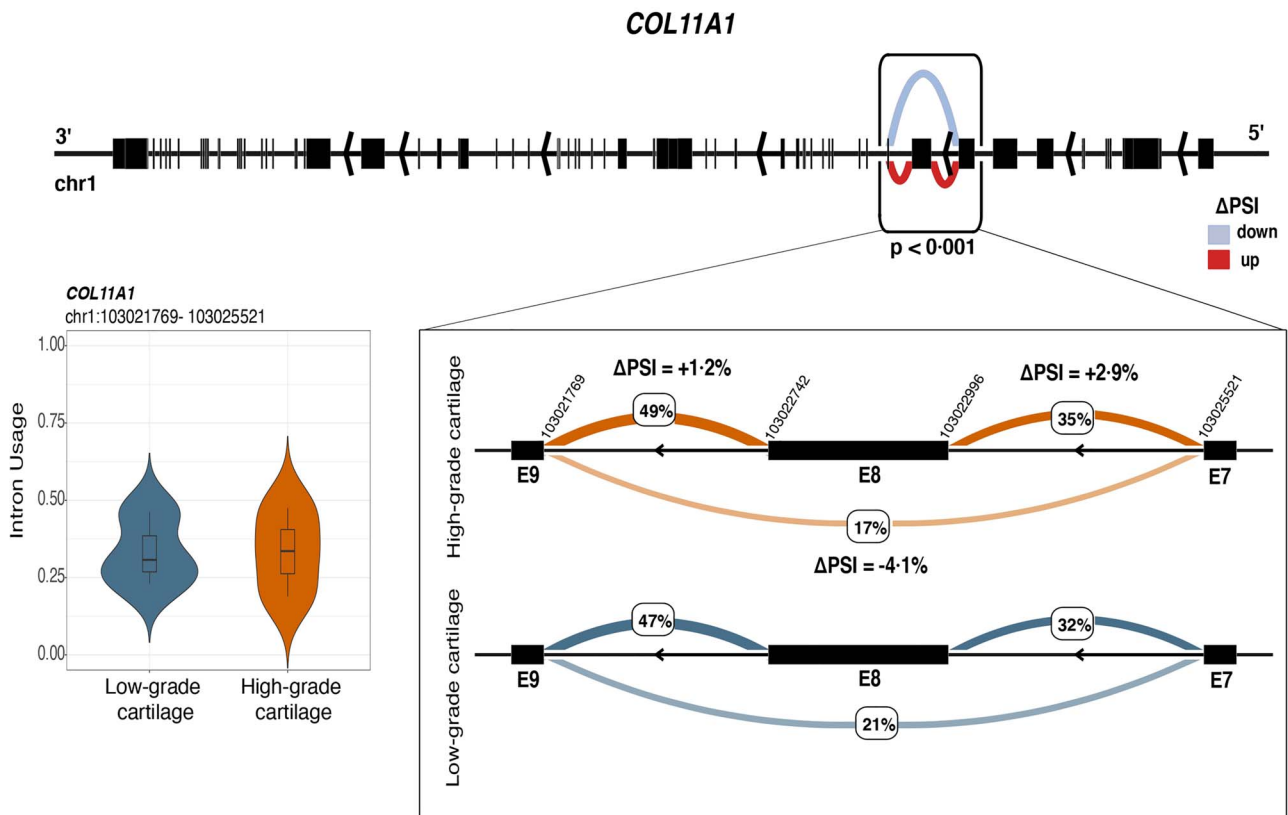 COL11A1
3'
5'
chr1
ΔPSI
down
up
p < 0·001
COL11A1
chr1:103021769- 103025521
1.00
0.75
0.50
0.25
0.00
Intron Usage
Low-grade
cartilage
High-grade
cartilage
High-grade cartilage
ΔPSI = +1·2%
ΔPSI = +2·9%
103021769
103022742
103022996
103025521
49%
35%
E9
E8
E7
17%
ΔPSI = -4·1%
Low-grade cartilage
47%
32%
E9
E8
E7
21%